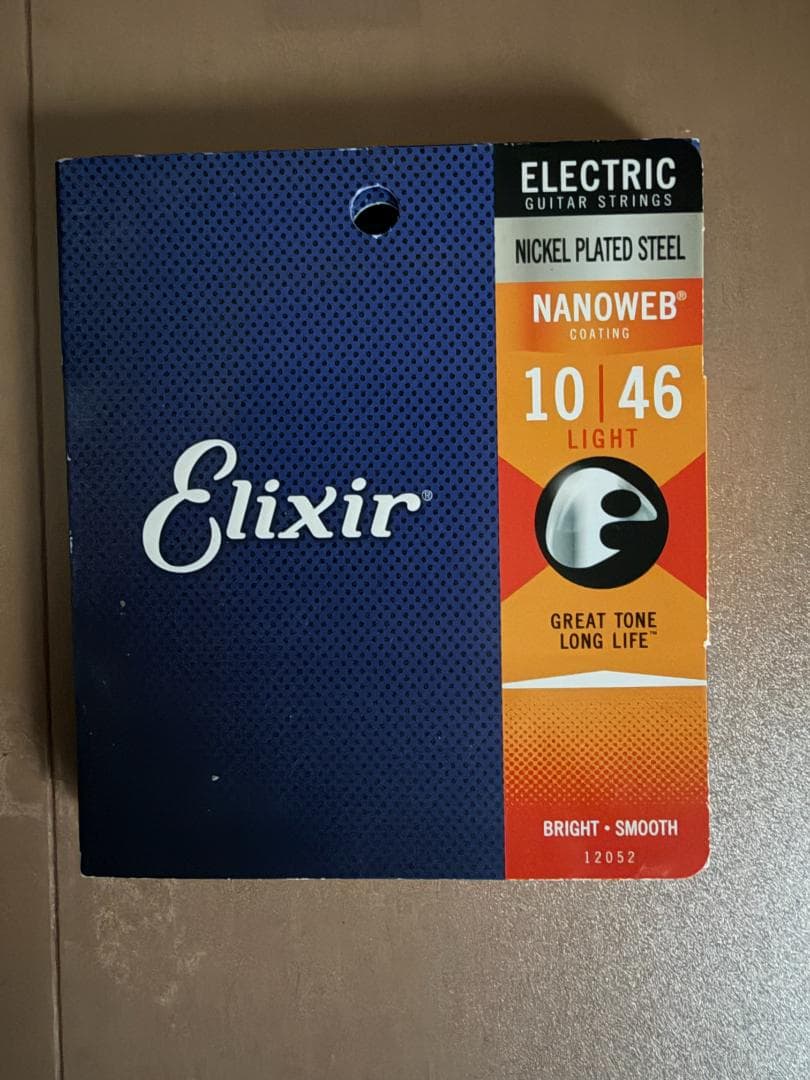 Elixir®
ELECTRIC
GUITAR STRINGS
NICKEL PLATED STEEL
NANOWEB®
COATING
10 | 46
LIGHT
GREAT TONE
LONG LIFE™
BRIGHT • SMOOTH
12052